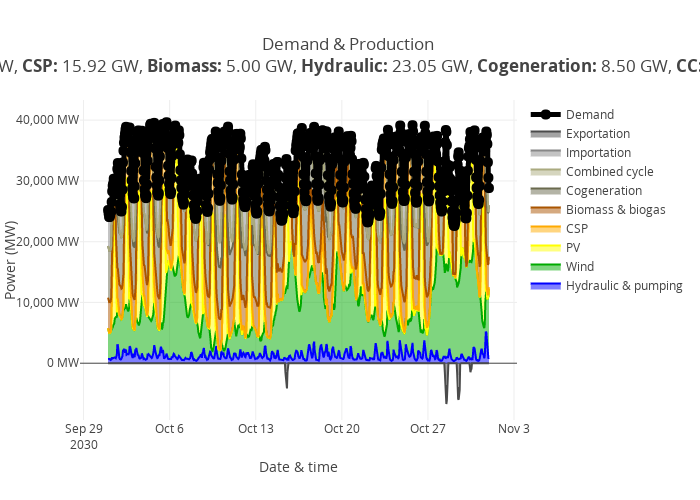 Demand & Production
W, CSP: 15.92 GW, Biomass: 5.00 GW, Hydraulic: 23.05 GW, Cogeneration: 8.50 GW, CC:
40,000 MW
30,000 MW
20,000 MW
10,000 MW
0 MW
Power (MW)
Sep 29
2030
Oct 6
Oct 13
Oct 20
Oct 27
Nov 3
Date & time
Demand
Exportation
Importation
Combined cycle
Cogeneration
Biomass & biogas
CSP
PV
Wind
Hydraulic & pumping